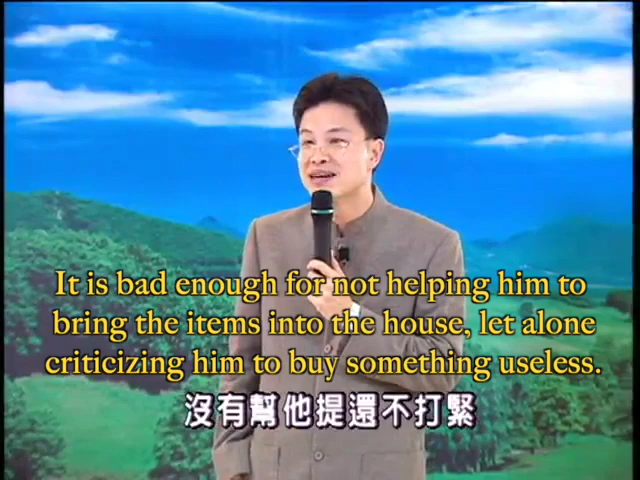 It is bad enough for not helping him to
bring the items into the house, let alone
criticizing him to buy something useless.
沒有幫他提還不打緊